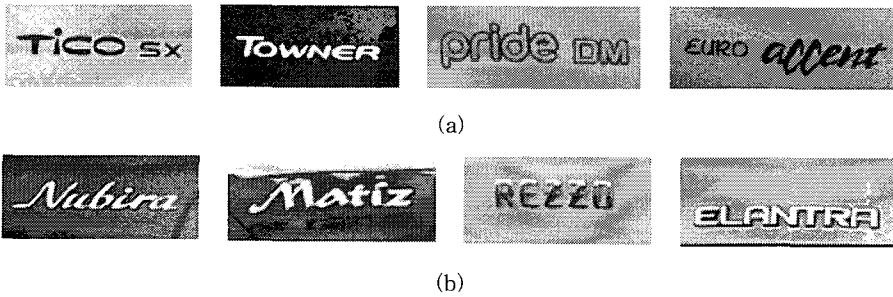 TiCO SX TOWNER pride DM EURO accent
(a)
Nubira Matiz REZZO ELANTRA
(b)